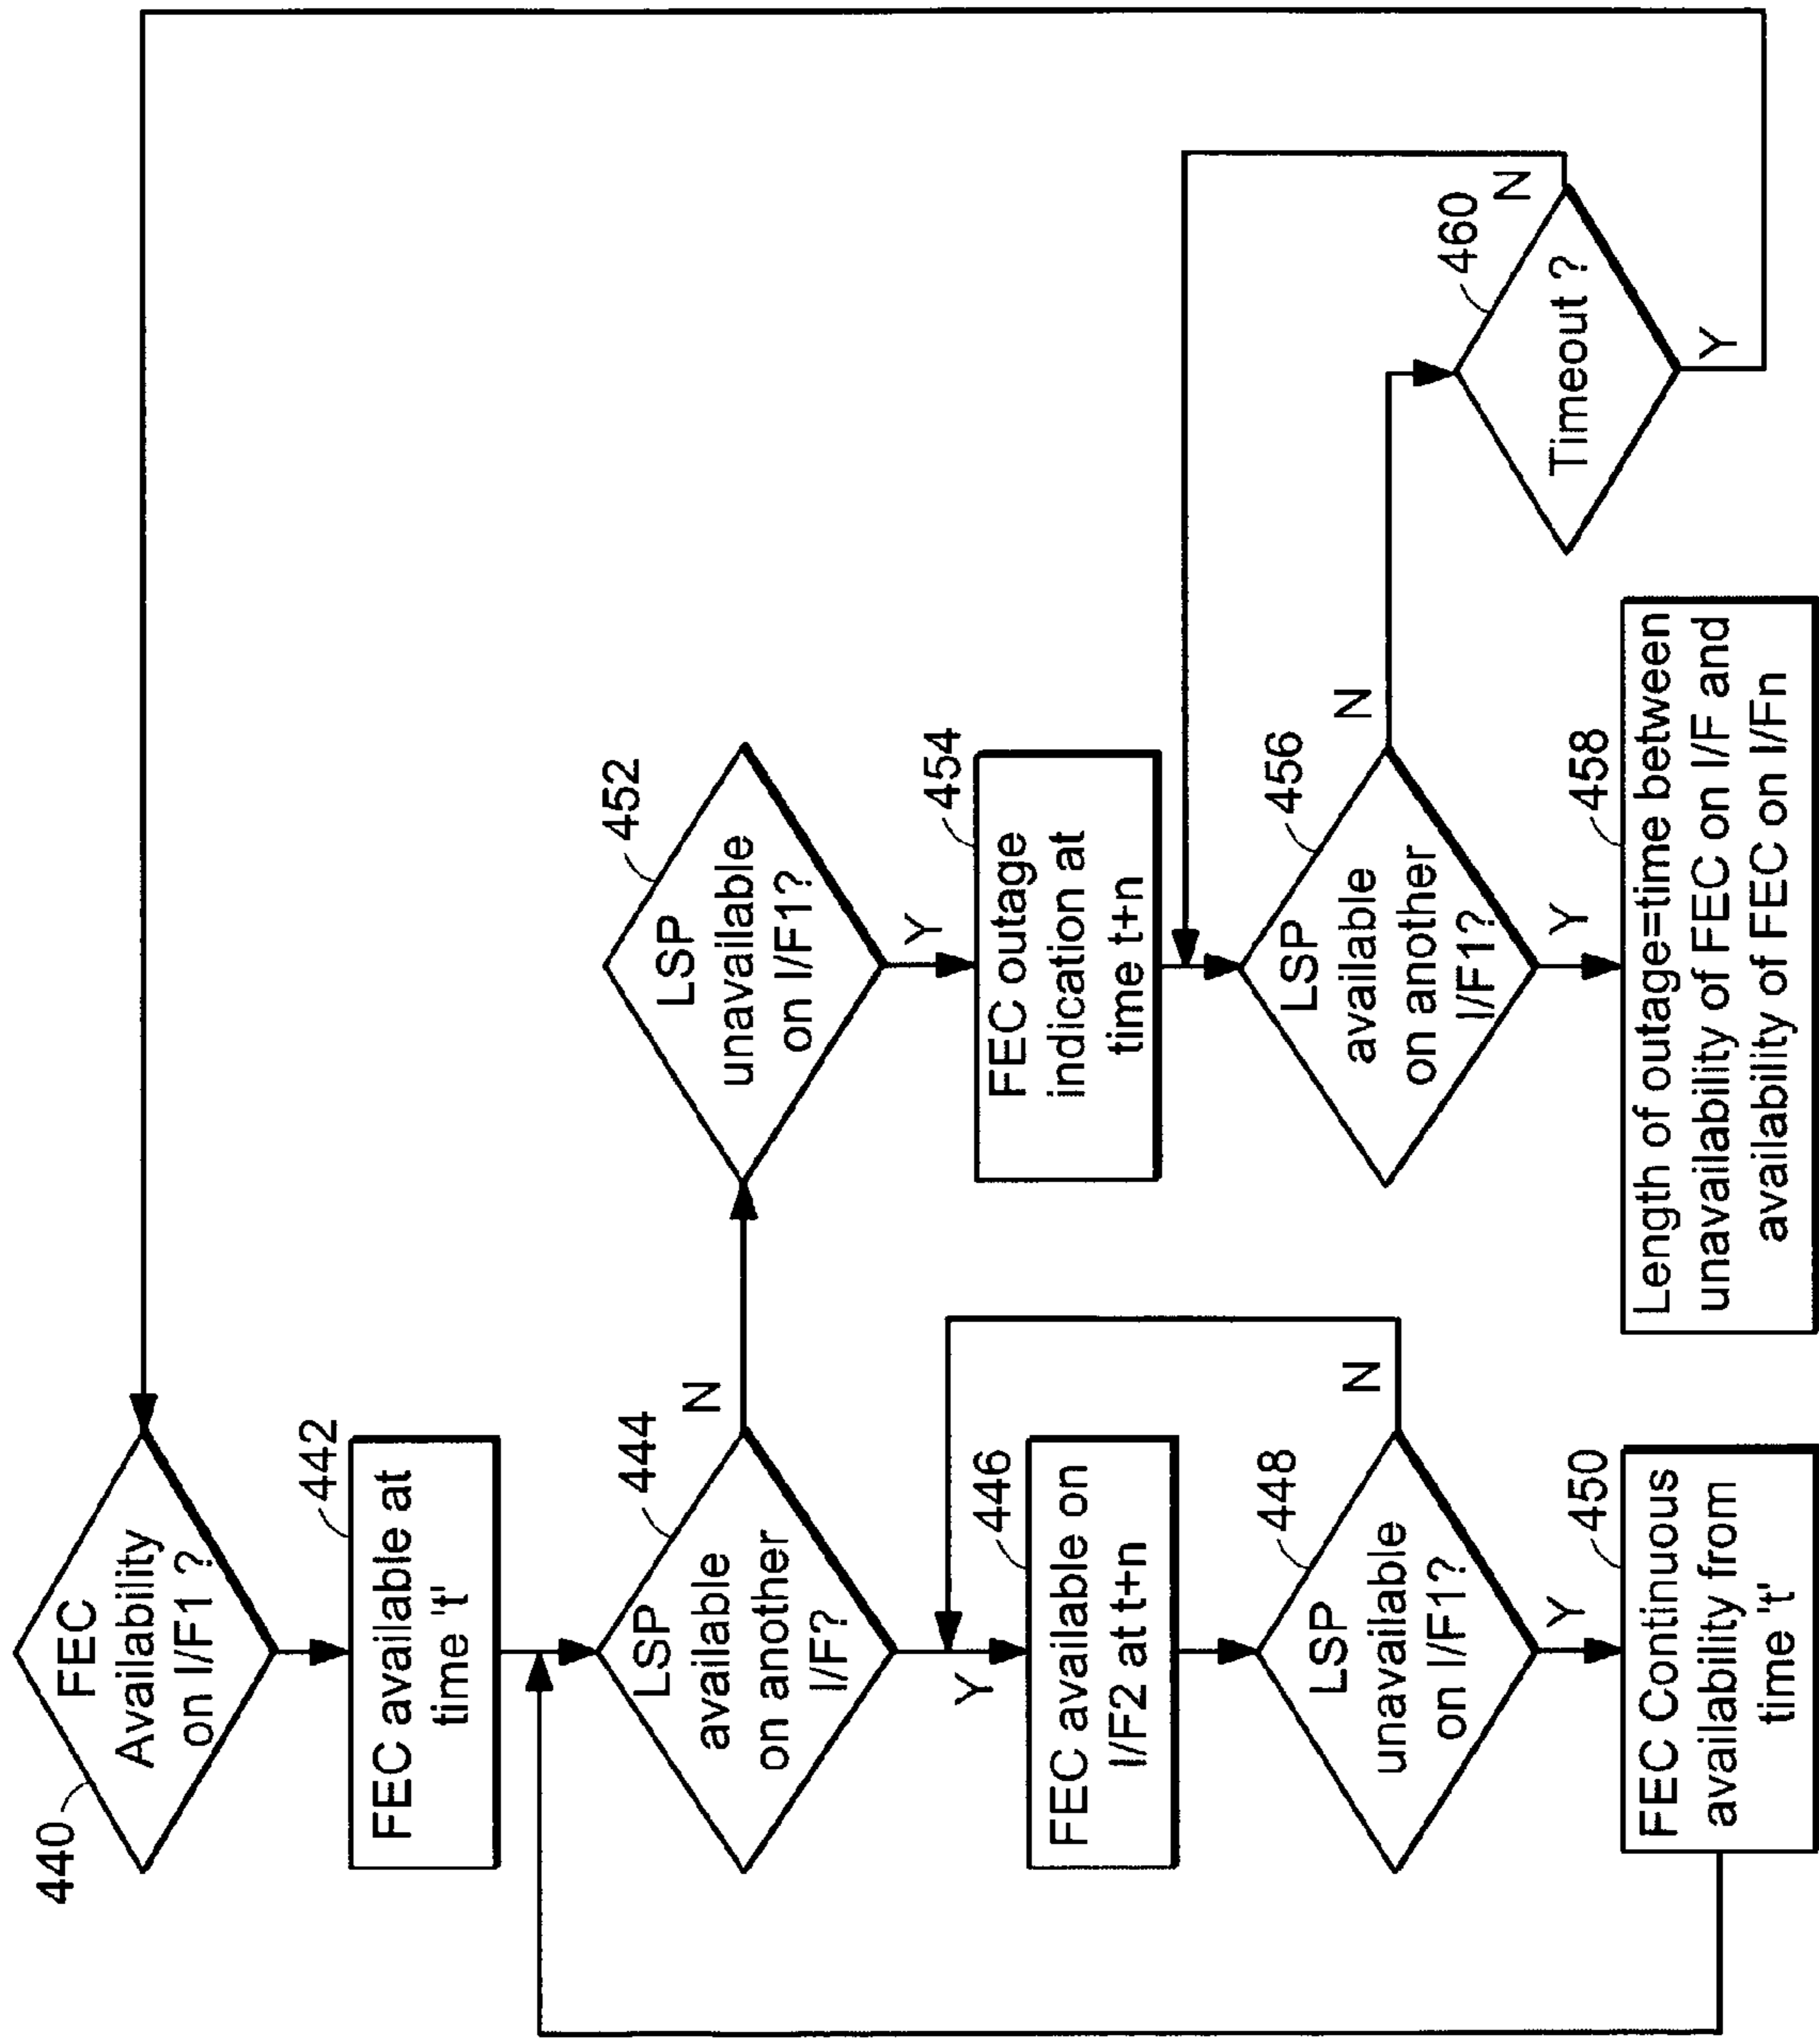 440
FEC
Availability
on I/F1 ?
442
FEC available at
time 't'
444
LSP
available
on another
I/F?
N
Y
446
FEC available on
I/F2 at t+n
448
LSP
unavailable
on I/F1?
N
Y
450
FEC Continuous
availability from
time 't'
452
LSP
unavailable
on I/F1?
Y
454
FEC outage
indication at
time t+n
456
LSP
available
on another
I/F1?
N
Y
458
Length of outage=time between
unavailability of FEC on I/F and
availability of FEC on I/Fn
460
Timeout ?
N
Y